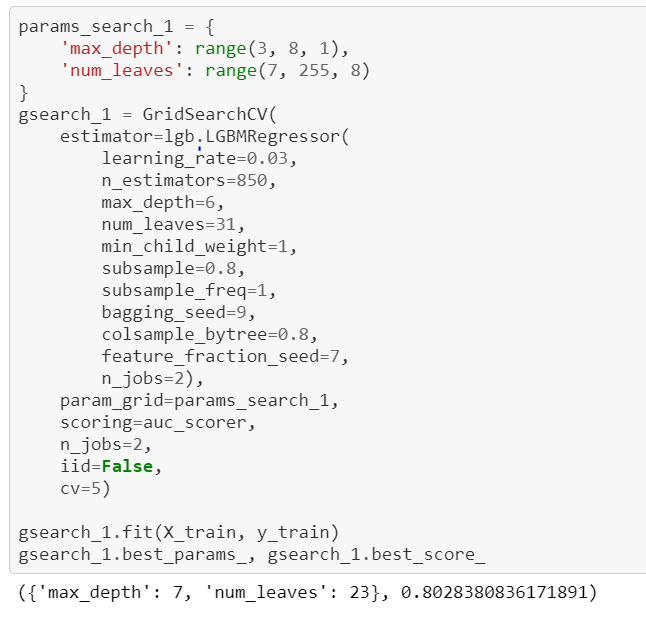 params_search_1 = {
    'max_depth': range(3, 8, 1),
    'num_leaves': range(7, 255, 8)
}
gsearch_1 = GridSearchCV(
    estimator=lgb.LGBMRegressor(
        learning_rate=0.03,
        n_estimators=850,
        max_depth=6,
        num_leaves=31,
        min_child_weight=1,
        subsample=0.8,
        subsample_freq=1,
        bagging_seed=9,
        colsample_bytree=0.8,
        feature_fraction_seed=7,
        n_jobs=2),
    param_grid=params_search_1,
    scoring=auc_scorer,
    n_jobs=2,
    iid=False,
    cv=5)

gsearch_1.fit(X_train, y_train)
gsearch_1.best_params_, gsearch_1.best_score_
({'max_depth': 7, 'num_leaves': 23}, 0.8028380836171891)